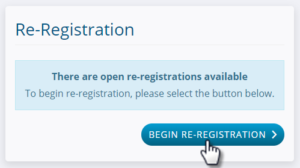 Re-Registration
There are open re-registrations available
To begin re-registration, please select the button below.
BEGIN RE-REGISTRATION